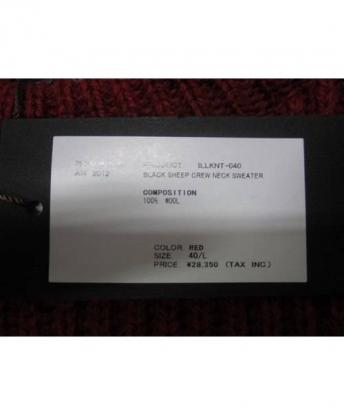 PRODUCT ILLKNT-040
AW 2012 BLACK SHEEP CREW NECK SWEATER
COMPOSITION
100% WOOL
COLOR. RED
SIZE. 40/L
PRICE. ¥28,350 (TAX INC)